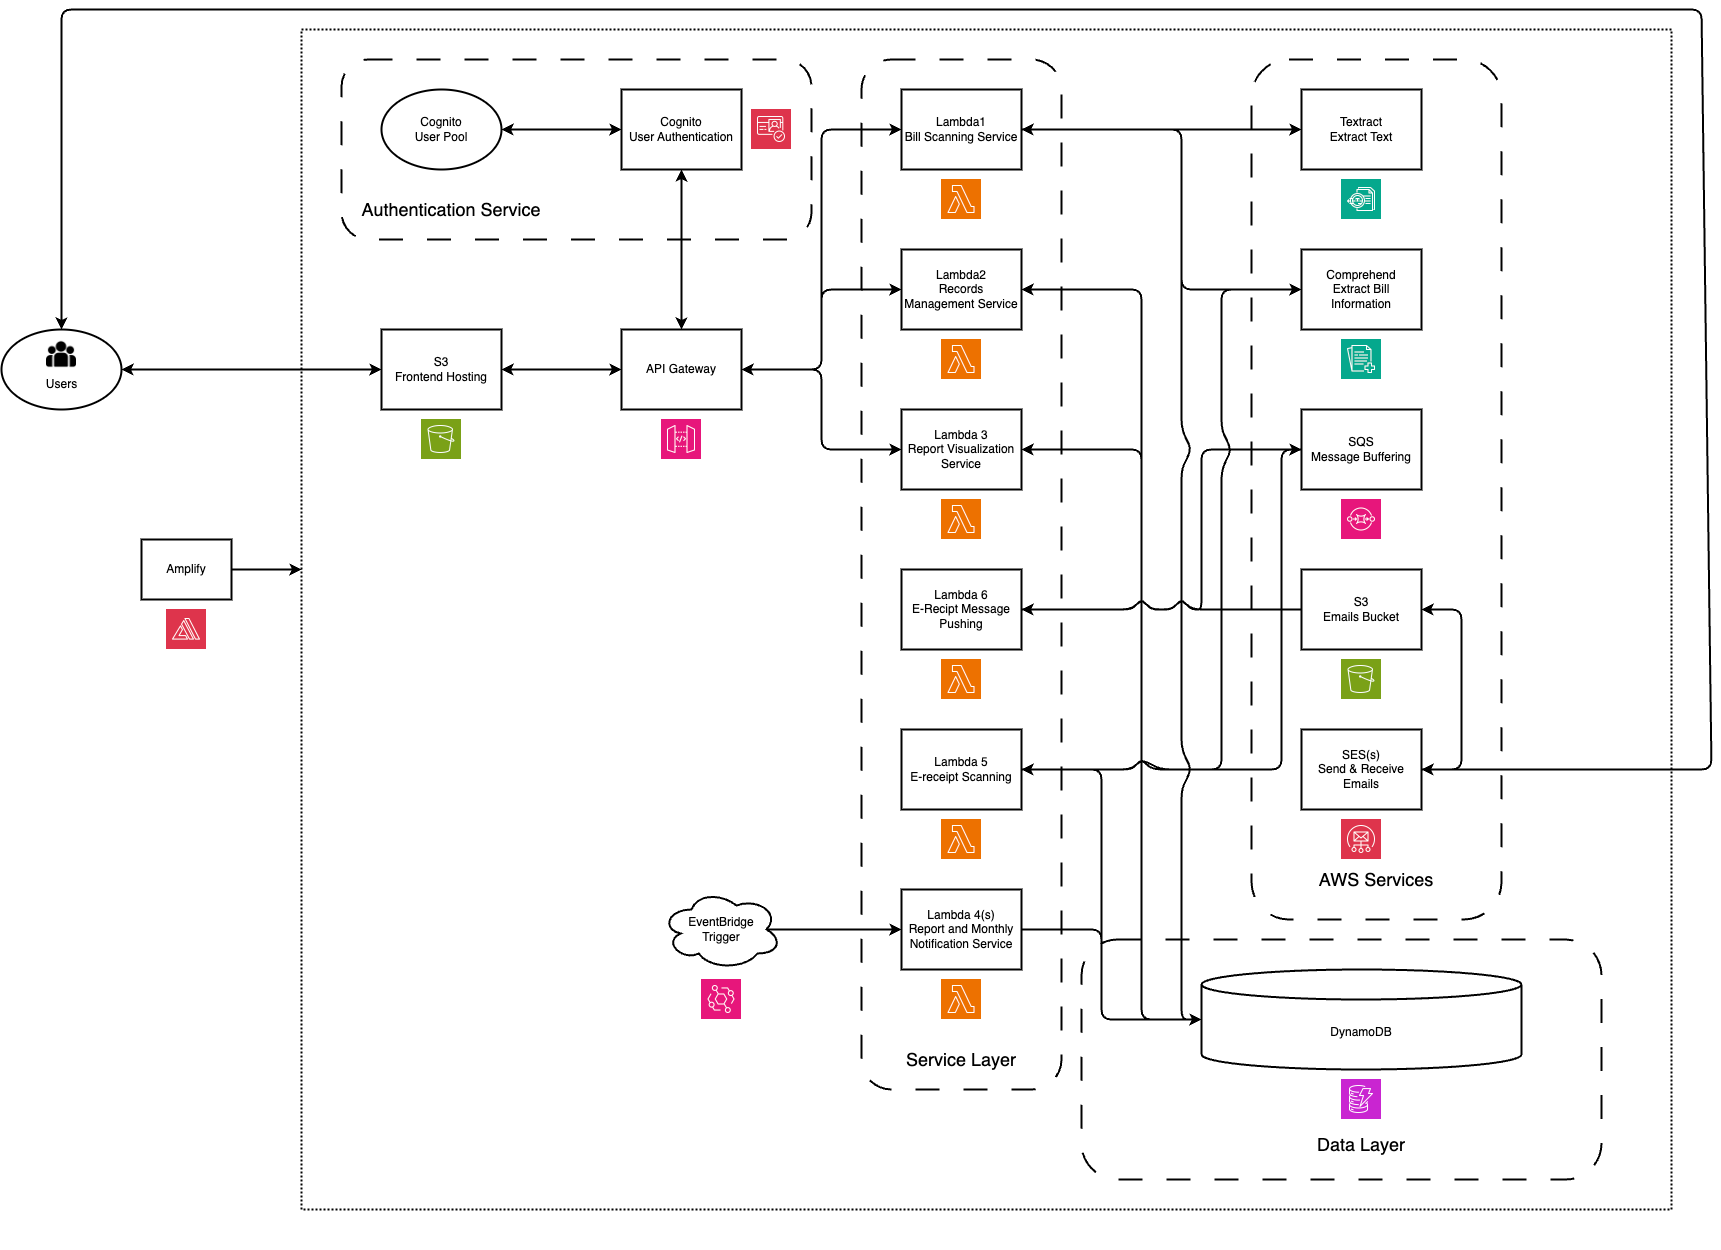 Cognito
User Pool
Cognito
User Authentication
Authentication Service
Users
S3
Frontend Hosting
API Gateway
Amplify
EventBridge
Trigger
Lambda1
Bill Scanning Service
Lambda2
Records
Management Service
Lambda 3
Report Visualization
Service
Lambda 6
E-Recipt Message
Pushing
Lambda 5
E-receipt Scanning
Lambda 4(s)
Report and Monthly
Notification Service
Service Layer
Textract
Extract Text
Comprehend
Extract Bill
Information
SQS
Message Buffering
S3
Emails Bucket
SES(s)
Send & Receive
Emails
AWS Services
DynamoDB
Data Layer